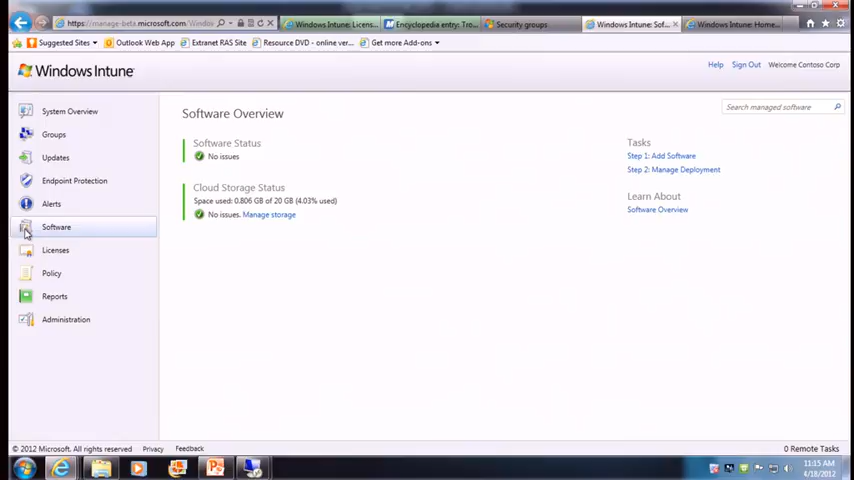 https://manage-beta.microsoft.com/Window
Windows Intune: Licens...
Encyclopedia entry: Tro...
Security groups
Windows Intune: Sof...
Windows Intune: Home...
Suggested Sites
Outlook Web App
Extranet RAS Site
Resource DVD - online ver...
Get more Add-ons
Windows Intune
Help
Sign Out
Welcome Contoso Corp
System Overview
Groups
Updates
Endpoint Protection
Alerts
Software
Licenses
Policy
Reports
Administration
Software Overview
Search managed software
Software Status
No issues
Cloud Storage Status
Space used: 0.806 GB of 20 GB (4.03% used)
No issues. Manage storage
Tasks
Step 1: Add Software
Step 2: Manage Deployment
Learn About
Software Overview
© 2012 Microsoft. All rights reserved.
Privacy
Feedback
0 Remote Tasks
11:15 AM
4/18/2012